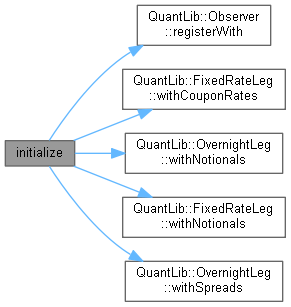 QuantLib::Observer
::registerWith
QuantLib::FixedRateLeg
::withCouponRates
initialize
QuantLib::OvernightLeg
::withNotionals
QuantLib::FixedRateLeg
::withNotionals
QuantLib::OvernightLeg
::withSpreads